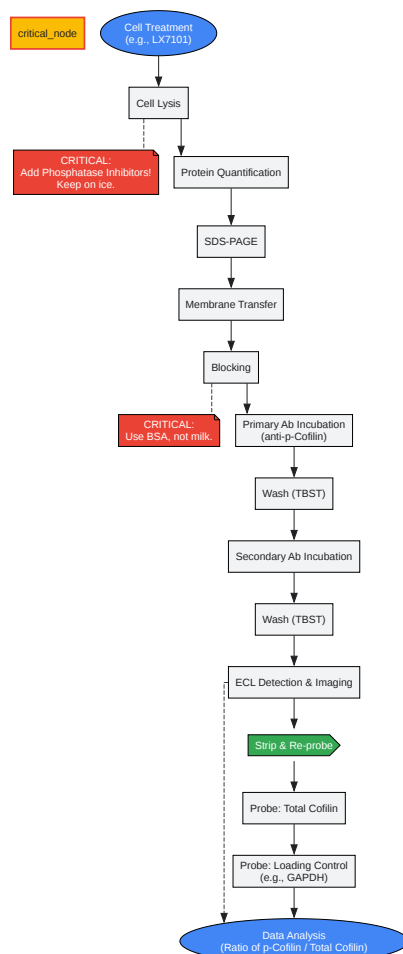 critical_node
Cell Treatment
(e.g., LX7101)
Cell Lysis
CRITICAL:
Add Phosphatase Inhibitors!
Keep on ice.
Protein Quantification
SDS-PAGE
Membrane Transfer
Blocking
CRITICAL:
Use BSA, not milk.
Primary Ab Incubation
(anti-p-Cofilin)
Wash (TBST)
Secondary Ab Incubation
Wash (TBST)
ECL Detection & Imaging
Strip & Re-probe
Probe: Total Cofilin
Probe: Loading Control
(e.g., GAPDH)
Data Analysis
(Ratio of p-Cofilin / Total Cofilin)